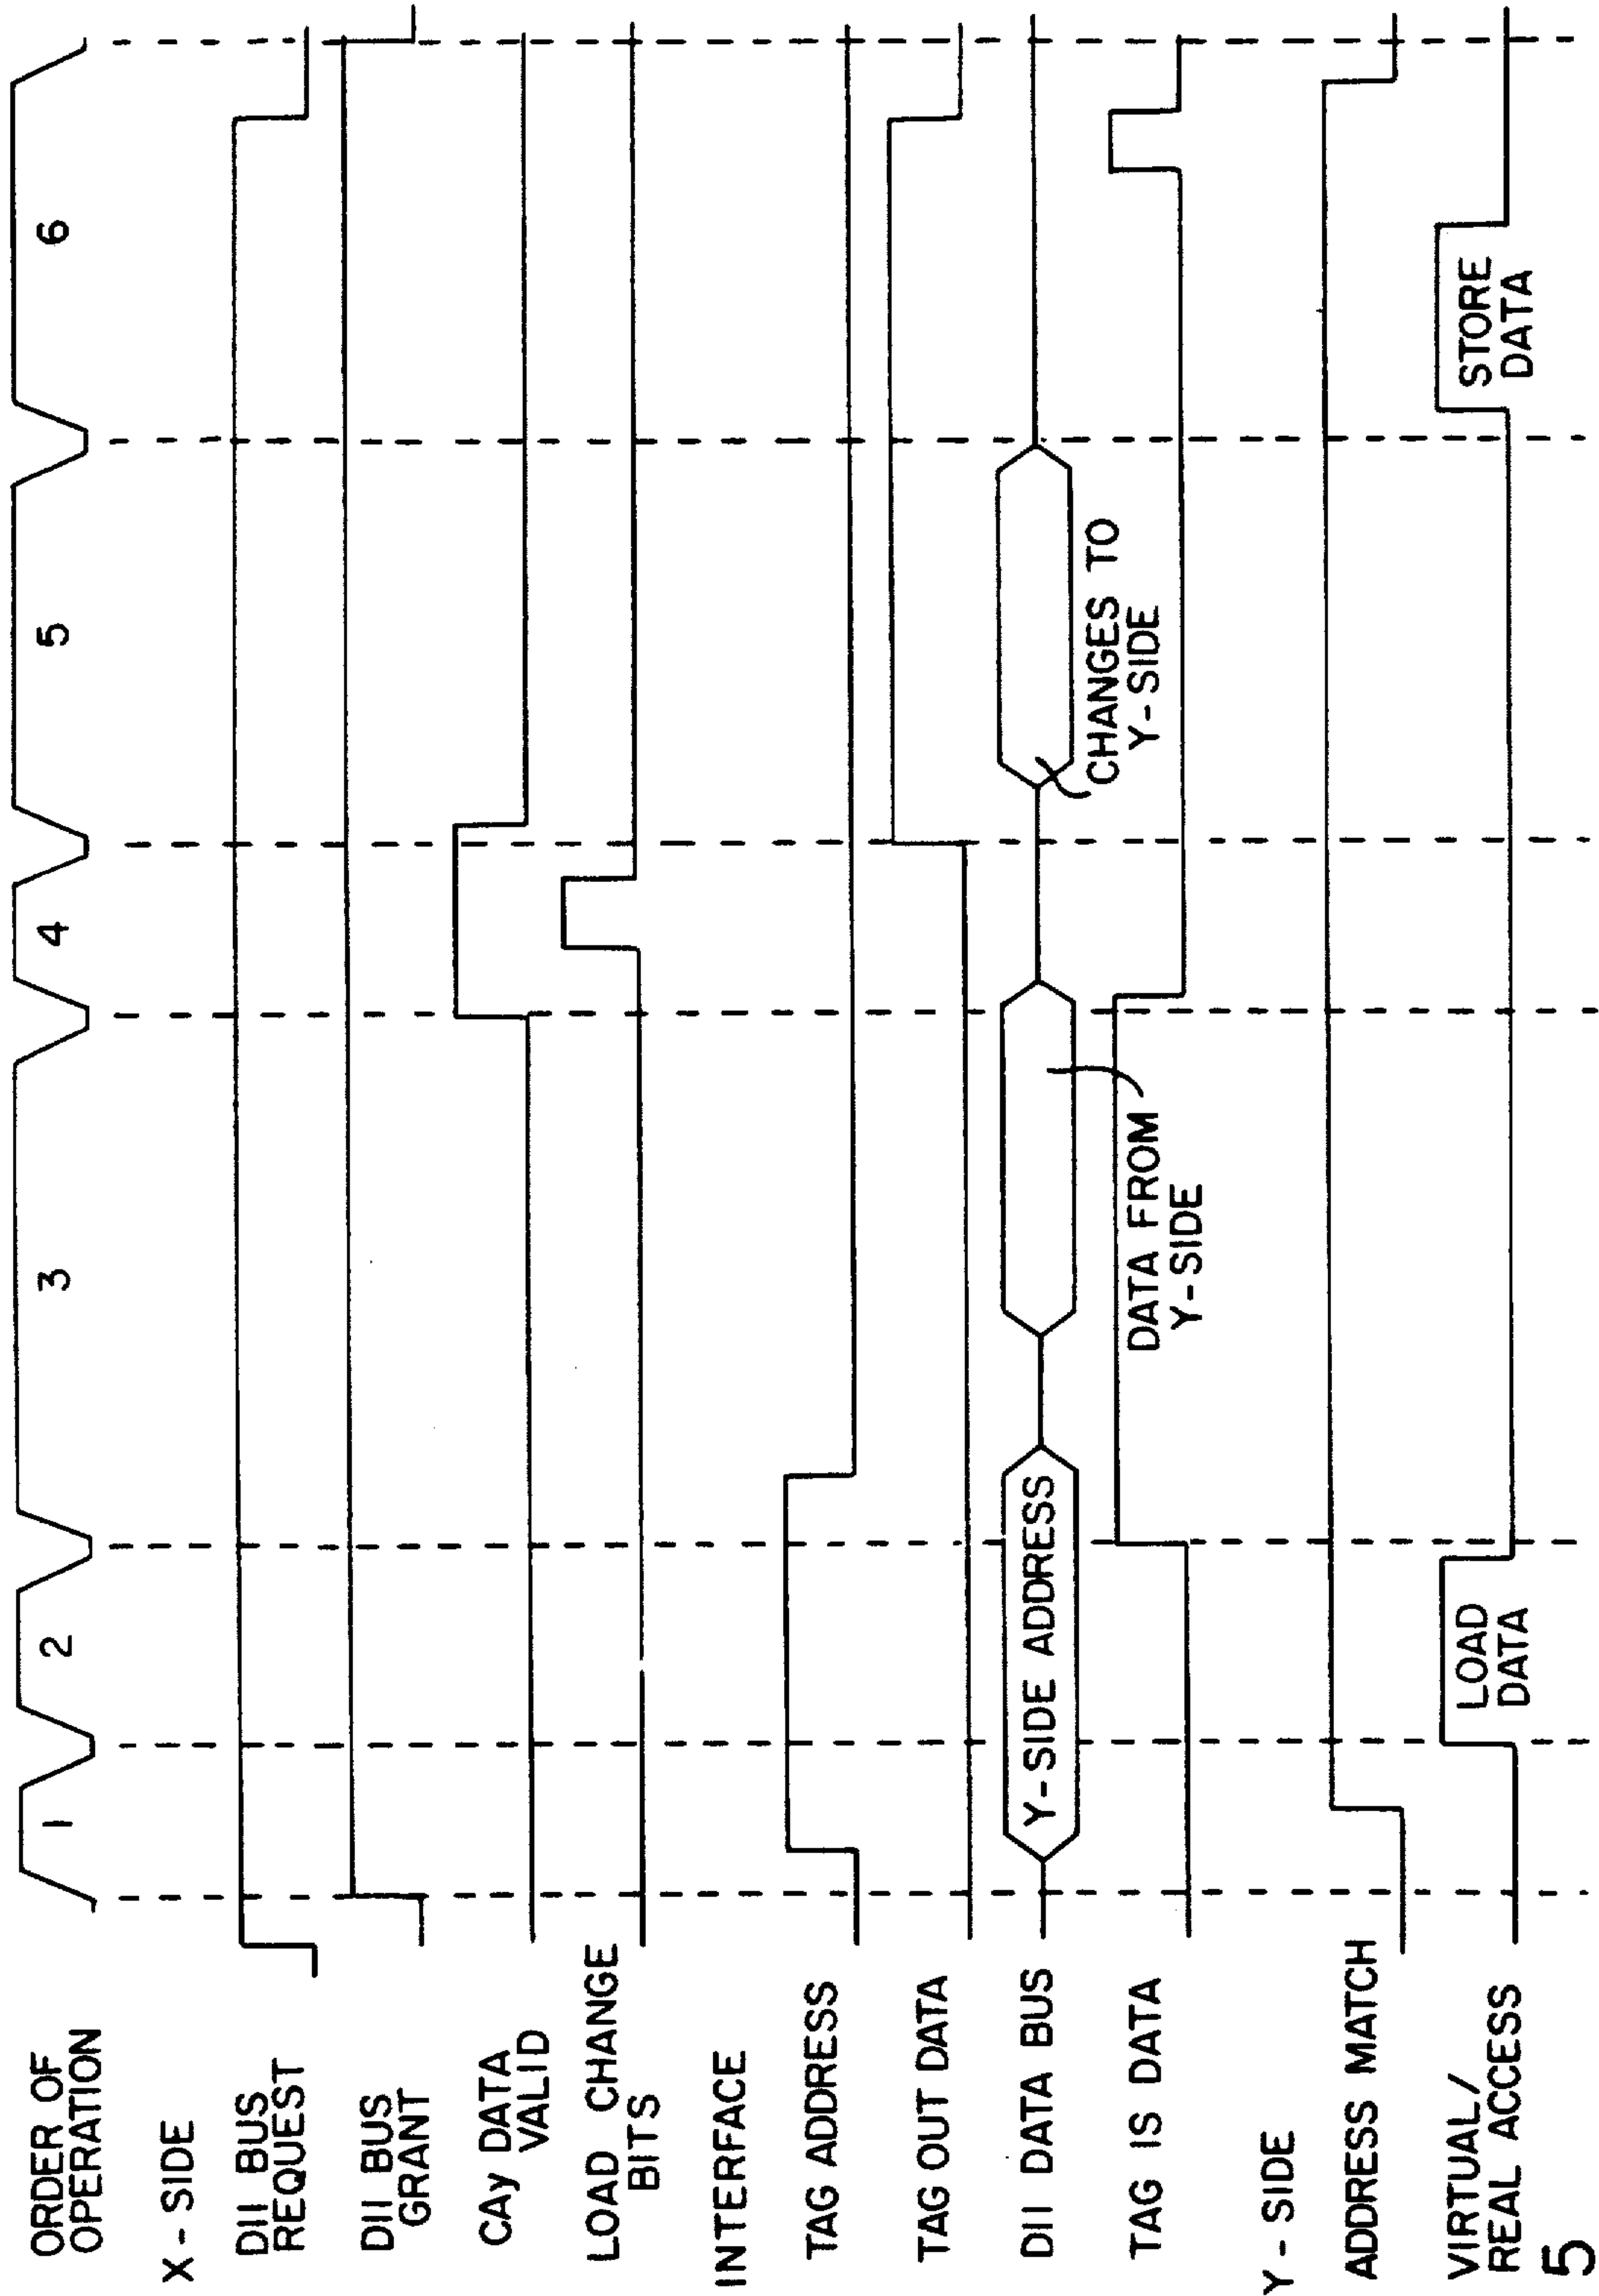 ORDER OF
OPERATION
1 2 3 4 5 6
X-SIDE
DII BUS
REQUEST
DII BUS
GRANT
CAy DATA
VALID
LOAD CHANGE
BITS
INTERFACE
TAG ADDRESS
TAG OUT DATA
DII DATA BUS
Y-SIDE ADDRESS
DATA FROM
Y-SIDE
CHANGES TO
Y-SIDE
TAG IS DATA
Y-SIDE
ADDRESS MATCH
VIRTUAL/
REAL ACCESS
LOAD
DATA
STORE
DATA
5